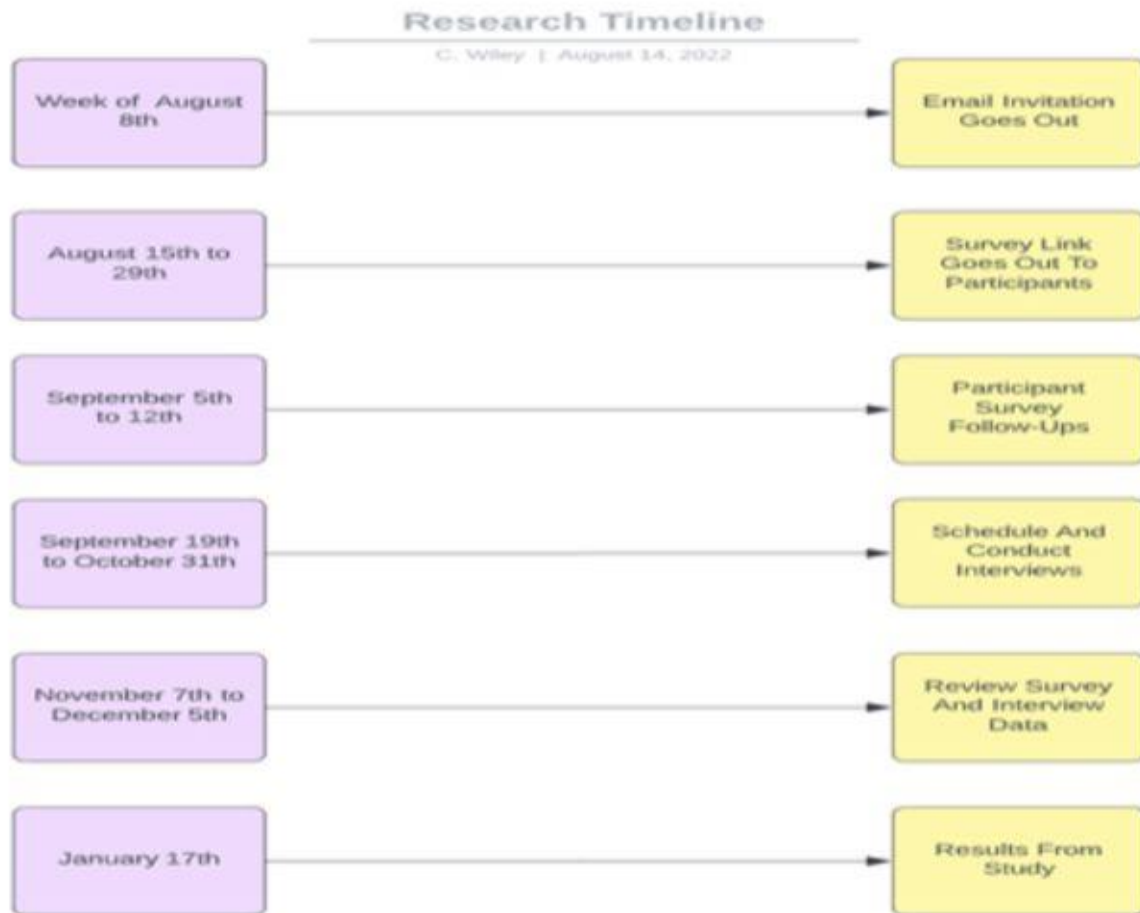 Research Timeline
C. Wiley | August 14, 2022
Week of August
8th
Email Invitation
Goes Out
August 15th to
29th
Survey Link
Goes Out To
Participants
September 5th
to 12th
Participant
Survey
Follow-Ups
September 19th
to October 31th
Schedule And
Conduct
Interviews
November 7th to
December 5th
Review Survey
And Interview
Data
January 17th
Results From
Study